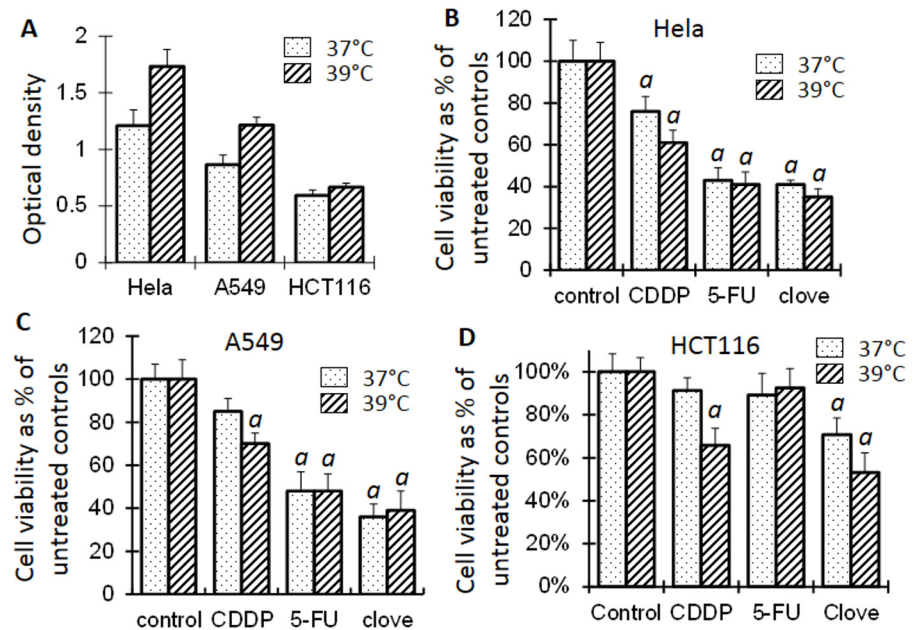 A
Optical density
2
1.5
1
0.5
0
37°C
39°C
Hela A549 HCT116
B
Hela
Cell viability as % of
untreated controls
120
100
80
60
40
20
0
37°C
39°C
a a a a a a
control CDDP 5-FU clove
C
A549
Cell viability as % of
untreated controls
120
100
80
60
40
20
0
37°C
39°C
a a a a a
control CDDP 5-FU clove
D
HCT116
Cell viability as % of
untreated controls
100%
80%
60%
40%
20%
0%
37°C
39°C
a a a
Control CDDP 5-FU Clove